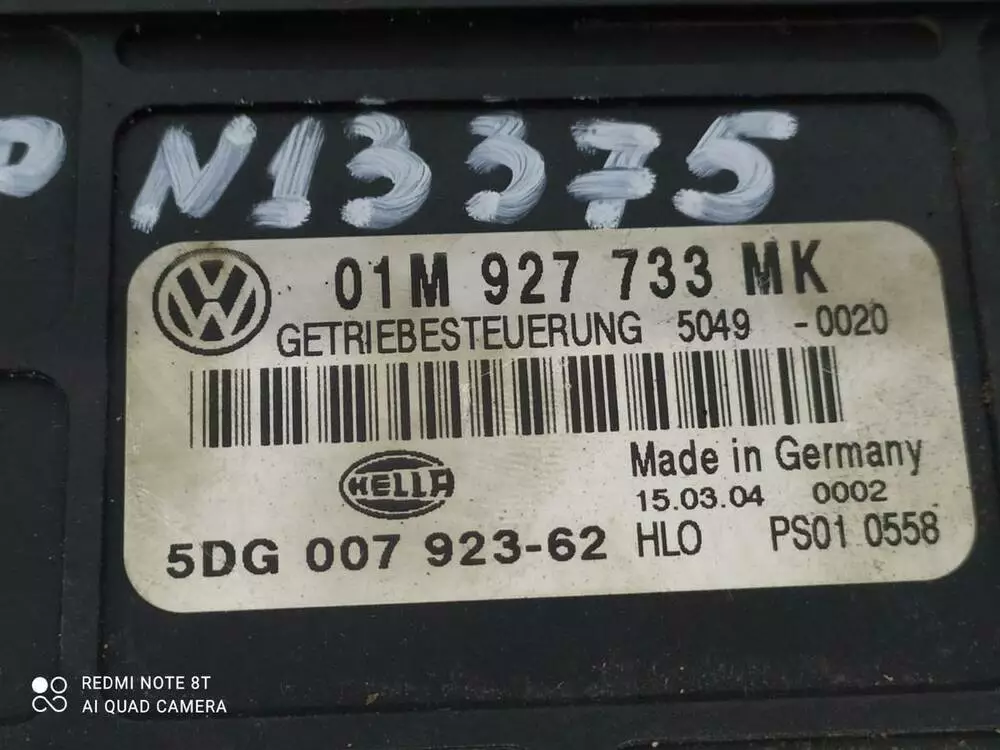 N13375
01M 927 733 MK
GETRIEBESTEUERUNG 5049 -0020
HELLA
Made in Germany
15.03.04 0002
5DG 007 923-62 HLO PS01 0558
REDMI NOTE 8T
AI QUAD CAMERA